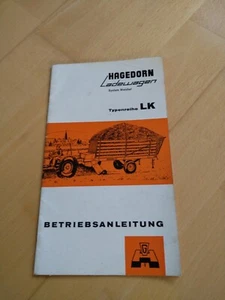 HAGEDORN
Ladewagen
Typenreihe LK
BETRIEBSANLEITUNG